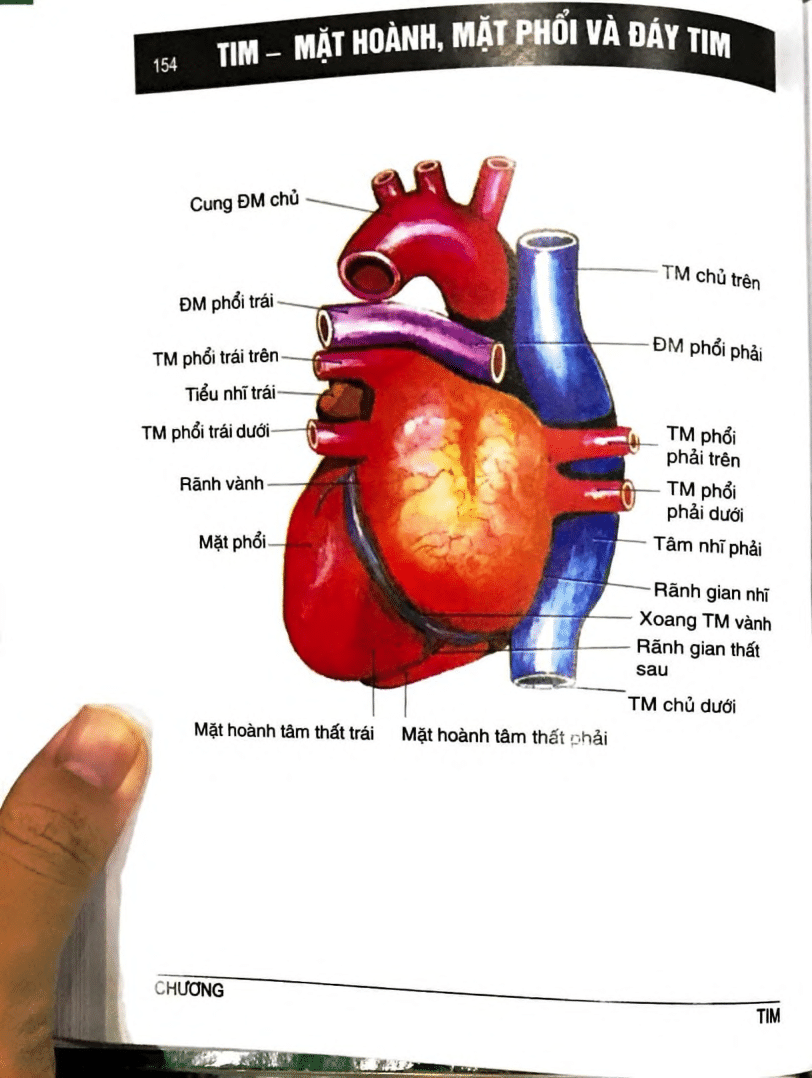 154
TIM – MẶT HOÀNH, MẶT PHỔI VÀ ĐÁY TIM
Cung ĐM chủ
ĐM phổi trái
TM phổi trái trên
Tiểu nhĩ trái
TM phổi trái dưới
Rãnh vành
Mặt phổi
TM chủ trên
ĐM phổi phải
TM phổi
phải trên
TM phổi
phải dưới
Tâm nhĩ phải
Rãnh gian nhĩ
Xoang TM vành
Rãnh gian thất
sau
TM chủ dưới
Mặt hoành tâm thất trái
Mặt hoành tâm thất phải
CHƯƠNG
TIM